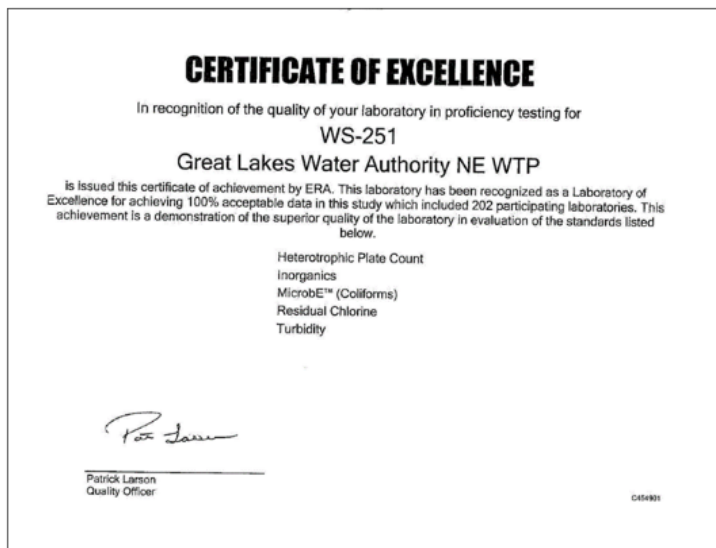 CERTIFICATE OF EXCELLENCE
In recognition of the quality of your laboratory in proficiency testing for
WS-251
Great Lakes Water Authority NE WTP
is issued this certificate of achievement by ERA. This laboratory has been recognized as a Laboratory of
Excellence for achieving 100% acceptable data in this study which included 202 participating laboratories. This
achievement is a demonstration of the superior quality of the laboratory in evaluation of the standards listed
below.
Heterotrophic Plate Count
Inorganics
MicrobE™ (Coliforms)
Residual Chlorine
Turbidity
Pat Larson
Patrick Larson
Quality Officer
C454901